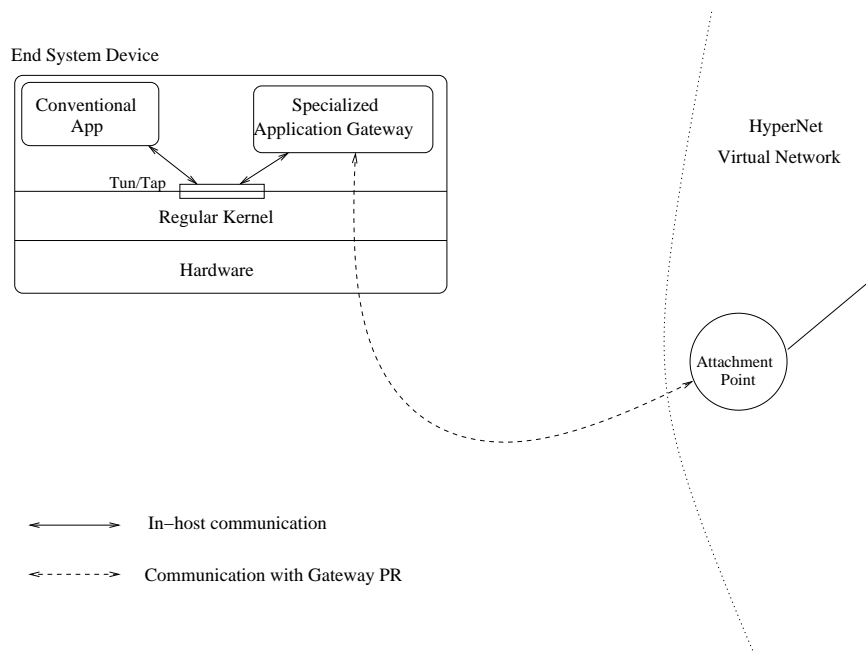 End System Device
Conventional
App
Specialized
Application Gateway
Tun/Tap
Regular Kernel
Hardware
HyperNet
Virtual Network
Attachment
Point
In−host communication
Communication with Gateway PR